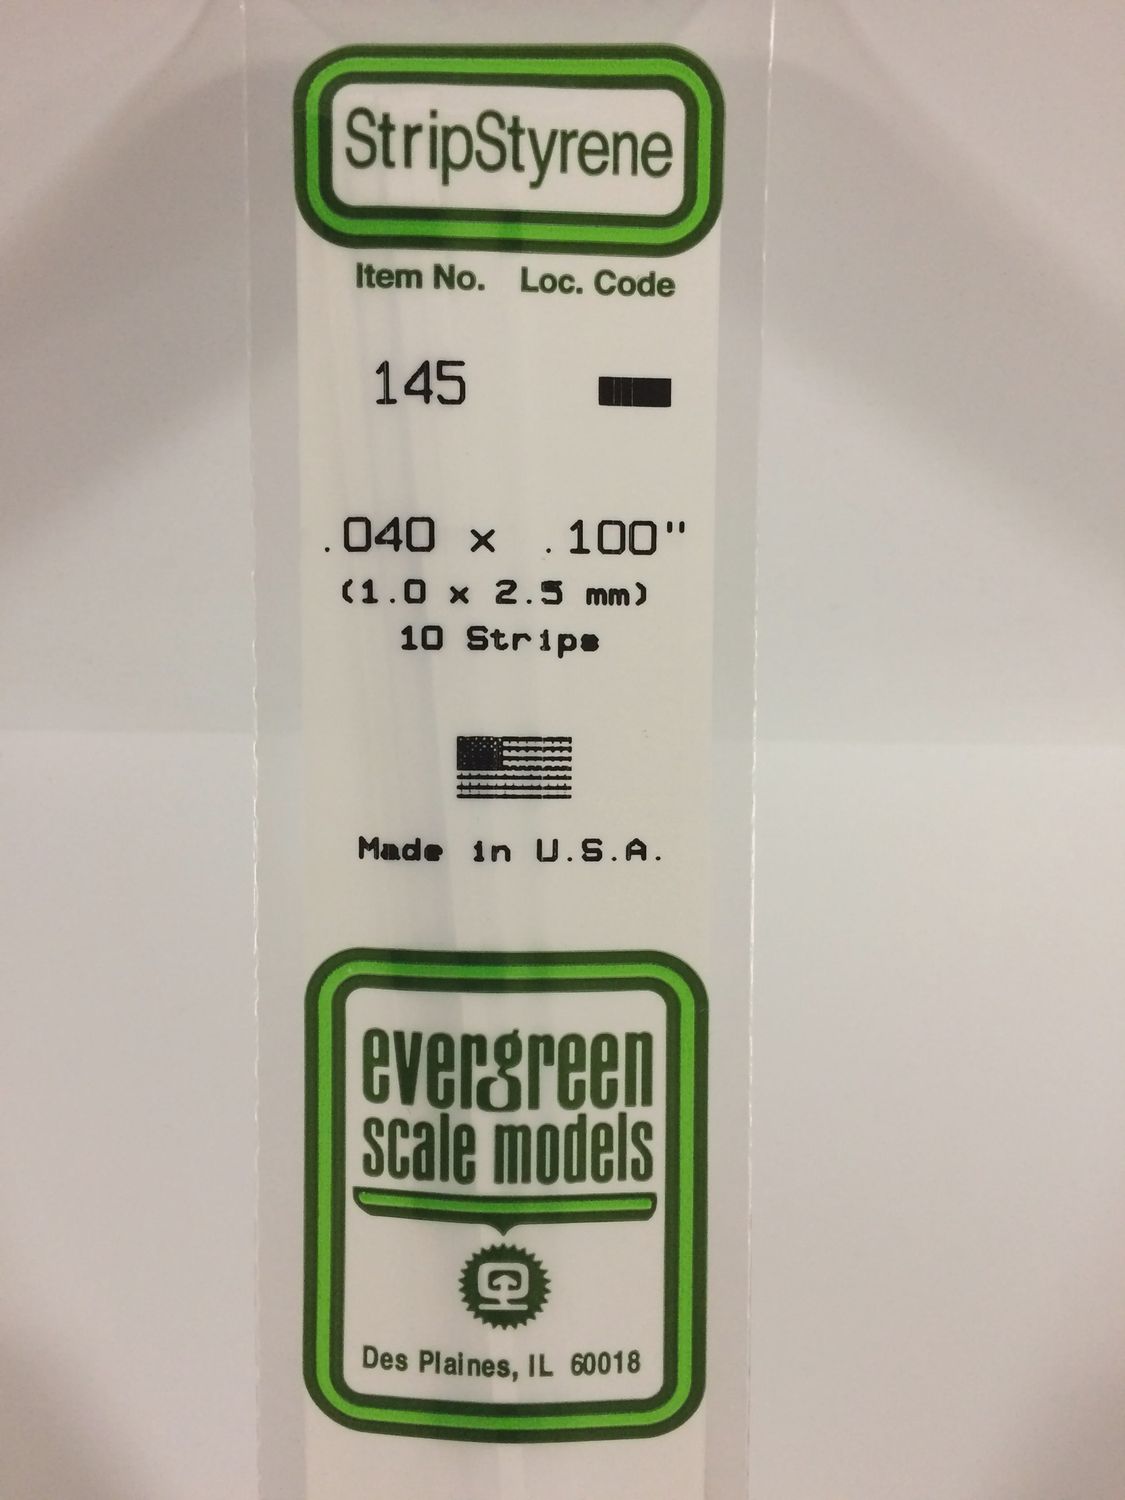 StripStyrene
Item No. Loc. Code
145
.040 x .100"
(1.0 x 2.5 mm)
10 Strips
Made in U.S.A.
evergreen
scale models
Des Plaines, IL 60018